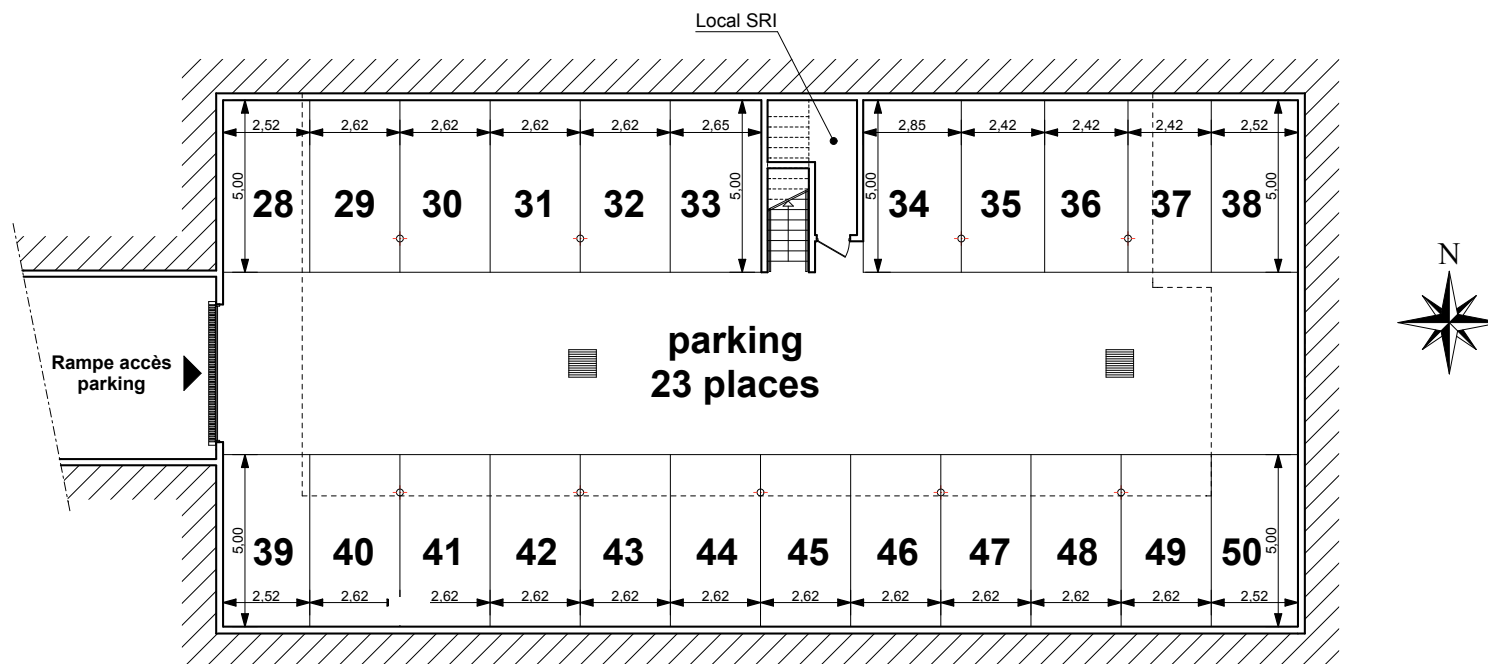 Local SRI
2,52 2,62 2,62 2,62 2,62 2,65 2,85 2,42 2,42 2,42 2,52
5,00 5,00 5,00 5,00
28 29 30 31 32 33 34 35 36 37 38
N
Rampe accès
parking
parking
23 places
5,00 5,00
39 40 41 42 43 44 45 46 47 48 49 50
2,52 2,62 2,62 2,62 2,62 2,62 2,62 2,62 2,62 2,62 2,52